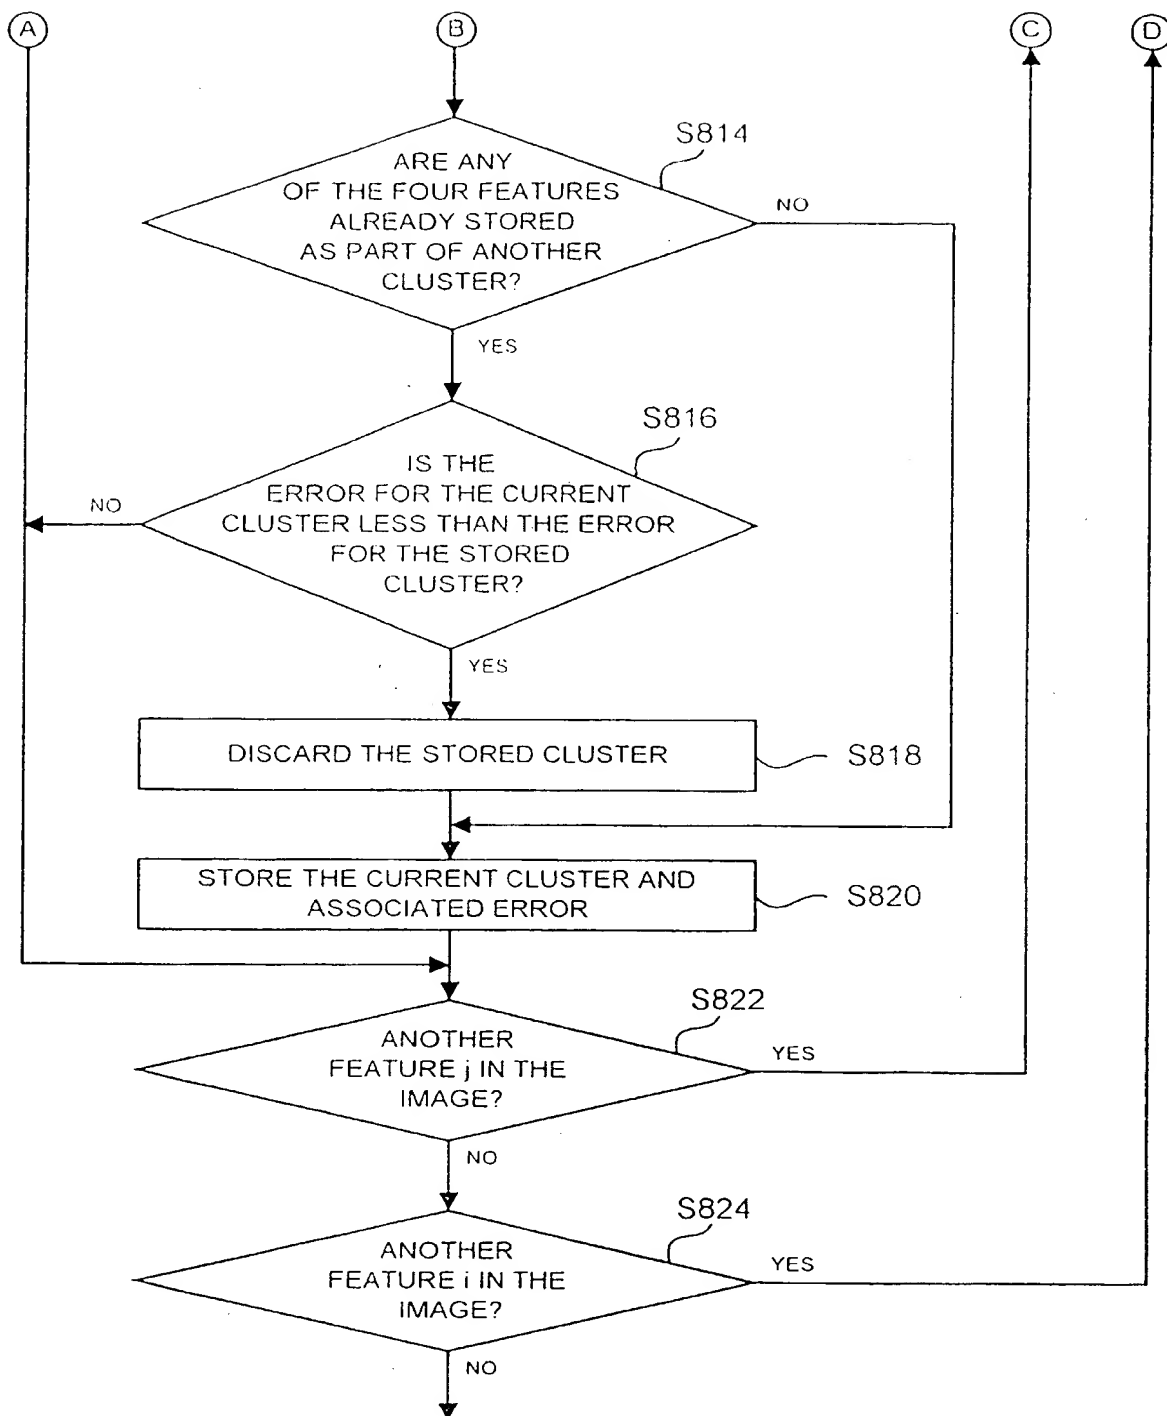 A
B
C
D
S814
ARE ANY
OF THE FOUR FEATURES
ALREADY STORED
AS PART OF ANOTHER
CLUSTER?
NO
YES
S816
IS THE
ERROR FOR THE CURRENT
CLUSTER LESS THAN THE ERROR
FOR THE STORED
CLUSTER?
NO
YES
DISCARD THE STORED CLUSTER
S818
STORE THE CURRENT CLUSTER AND
ASSOCIATED ERROR
S820
S822
ANOTHER
FEATURE j IN THE
IMAGE?
YES
NO
S824
ANOTHER
FEATURE i IN THE
IMAGE?
YES
NO